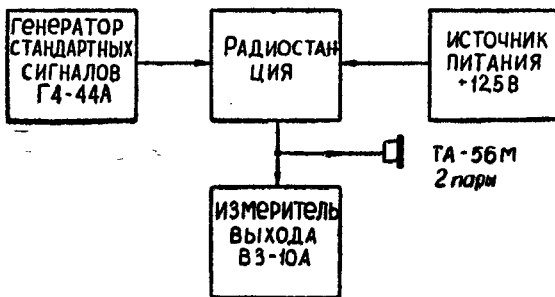 ГЕНЕРАТОР
СТАНДАРТНЫХ
СИГНАЛОВ
Г4-44А
РАДИОСТАН-
ЦИЯ
ИСТОЧНИК
ПИТАНИЯ
+12,5В
ТА-56М
2 пары
ИЗМЕРИТЕЛЬ
ВЫХОДА
В3-10А